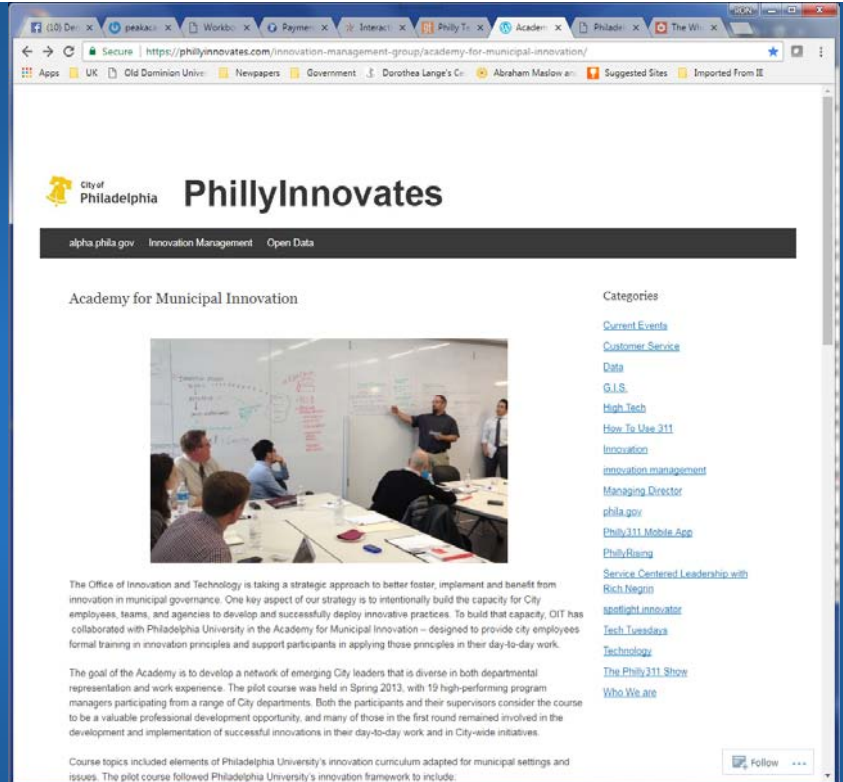 RON
(10) De
peakaca
Workbo
Paymen
Interacti
Philly Te
Academ
Philadel
The Wh
Secure | https://phillyinnovates.com/innovation-management-group/academy-for-municipal-innovation/
Apps UK Old Dominion Unive Newpapers Government Dorothea Lange's Ce Abraham Maslow an Suggested Sites Imported From IE
City of
Philadelphia
PhillyInnovates
alpha.phila.gov Innovation Management Open Data
Academy for Municipal Innovation
The Office of Innovation and Technology is taking a strategic approach to better foster, implement and benefit from
innovation in municipal governance. One key aspect of our strategy is to intentionally build the capacity for City
employees, teams, and agencies to develop and successfully deploy innovative practices. To build that capacity, OIT has
collaborated with Philadelphia University in the Academy for Municipal Innovation – designed to provide city employees
formal training in innovation principles and support participants in applying those principles in their day-to-day work.
The goal of the Academy is to develop a network of emerging City leaders that is diverse in both departmental
representation and work experience. The pilot course was held in Spring 2013, with 19 high-performing program
managers participating from a range of City departments. Both the participants and their supervisors consider the course
to be a valuable professional development opportunity, and many of those in the first round remained involved in the
development and implementation of successful innovations in their day-to-day work and in City-wide initiatives.
Course topics included elements of Philadelphia University's innovation curriculum adapted for municipal settings and
issues. The pilot course followed Philadelphia University's innovation framework to include:
Categories
Current Events
Customer Service
Data
G.I.S.
High Tech
How To Use 311
Innovation
innovation management
Managing Director
phila.gov
Philly311 Mobile App
PhillyRising
Service Centered Leadership with
Rich Negrin
spotlight innovator
Tech Tuesdays
Technology
The Philly311 Show
Who We are
Follow